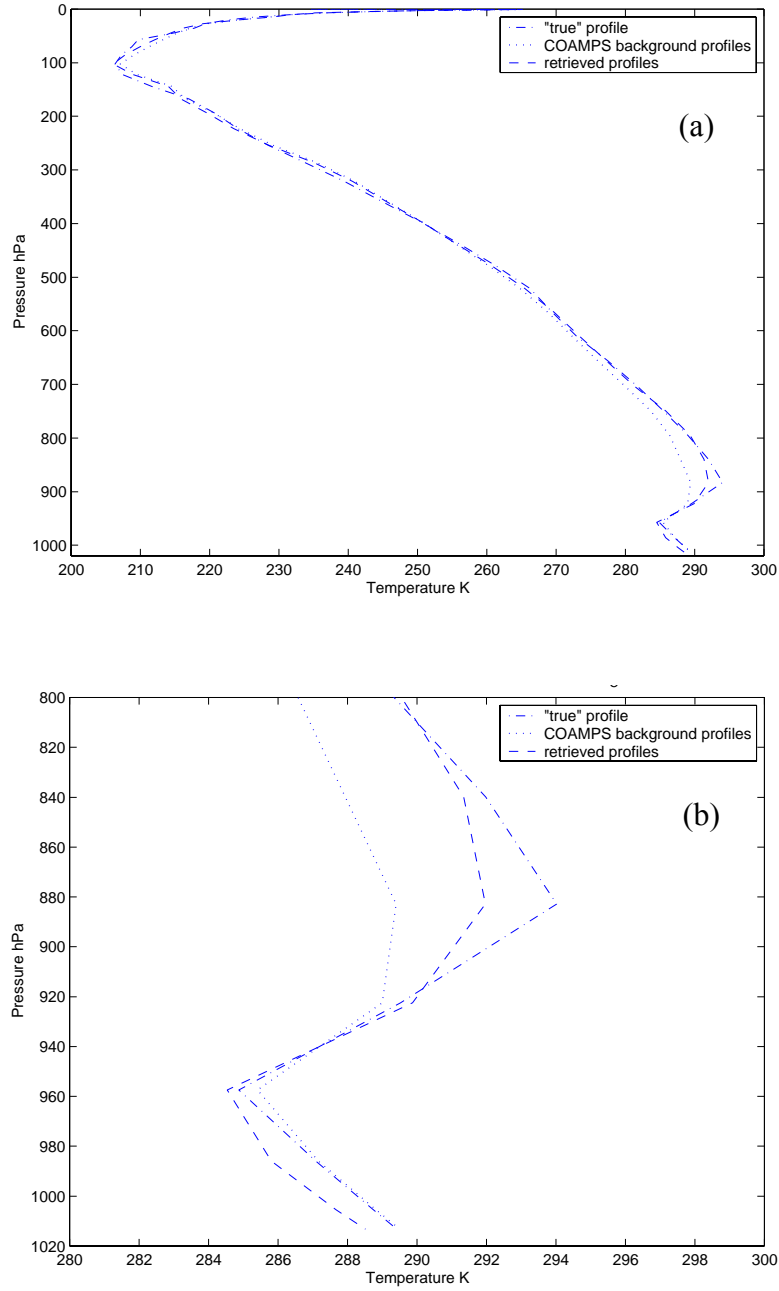 0
100
200
300
400
500
600
700
800
900
1000
Pressure hPa
"true" profile
COAMPS background profiles
retrieved profiles
(a)
200 210 220 230 240 250 260 270 280 290 300
Temperature K
800
820
840
860
880
900
920
940
960
980
1000
1020
Pressure hPa
"true" profile
COAMPS background profiles
retrieved profiles
(b)
280 282 284 286 288 290 292 294 296 298 300
Temperature K